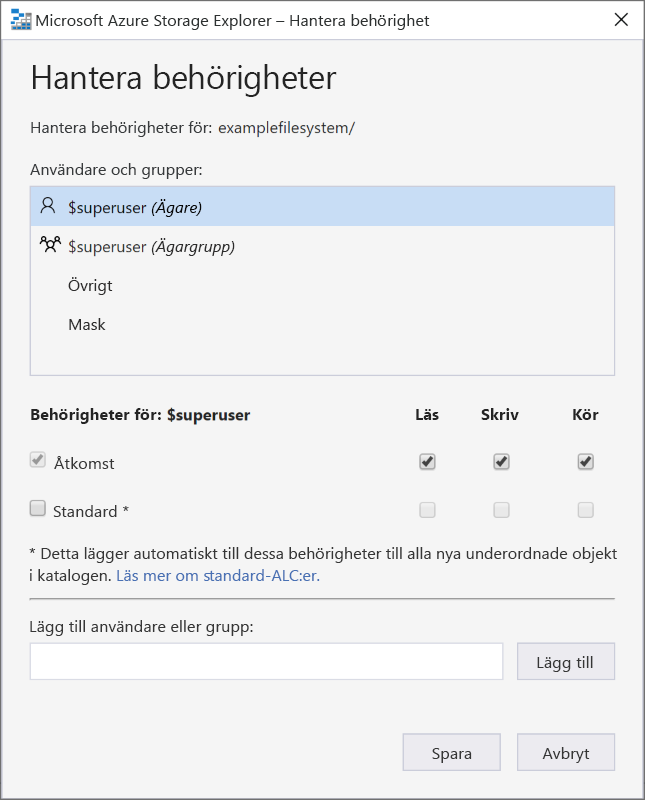 Microsoft Azure Storage Explorer – Hantera behörighet
Hantera behörigheter
Hantera behörigheter för: examplefilesystem/
Användare och grupper:
$superuser (Ägare)
$superuser (Ägargrupp)
Övrigt
Mask
Behörigheter för: $superuser Läs Skriv Kör
Åtkomst
Standard *
* Detta lägger automatiskt till dessa behörigheter till alla nya underordnade objekt
i katalogen. Läs mer om standard-ALC:er.
Lägg till användare eller grupp:
Lägg till
Spara Avbryt